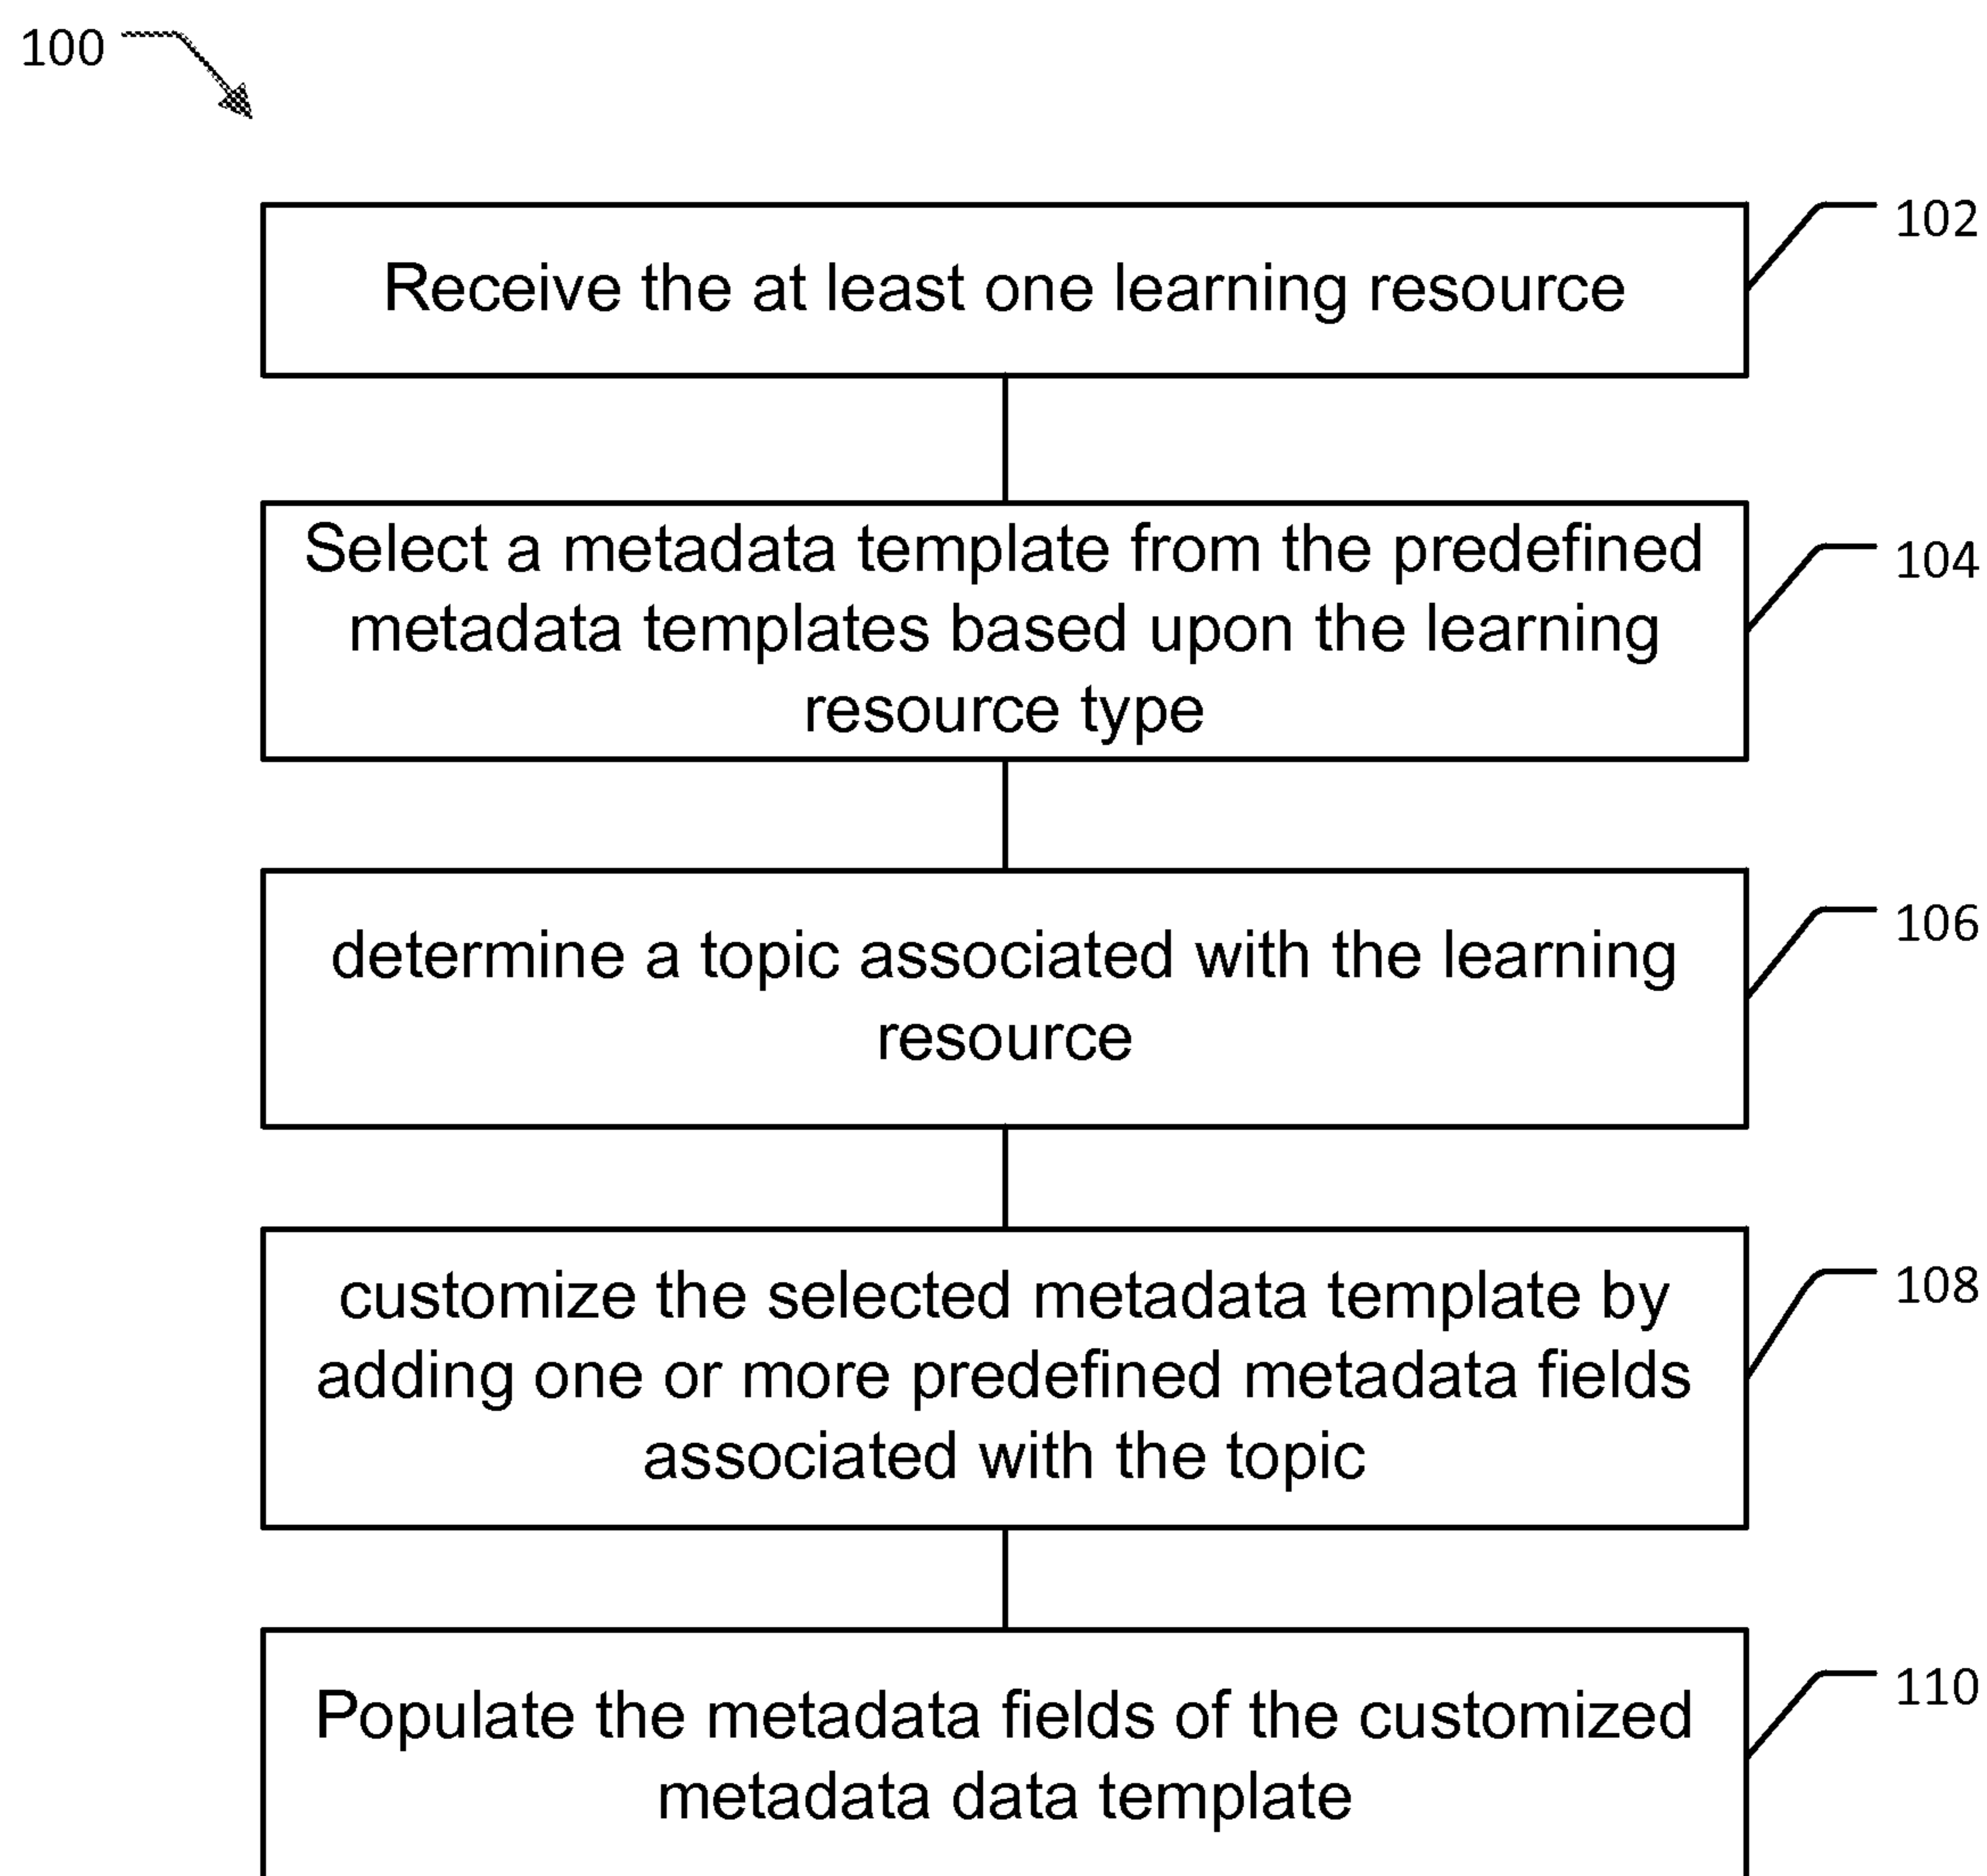 100
102
Receive the at least one learning resource
Select a metadata template from the predefined
104
metadata templates based upon the learning
resource type
106
determine a topic associated with the learning
resource
108
customize the selected metadata template by
adding one or more predefined metadata fields
associated with the topic
110
Populate the metadata fields of the customized
metadata data template